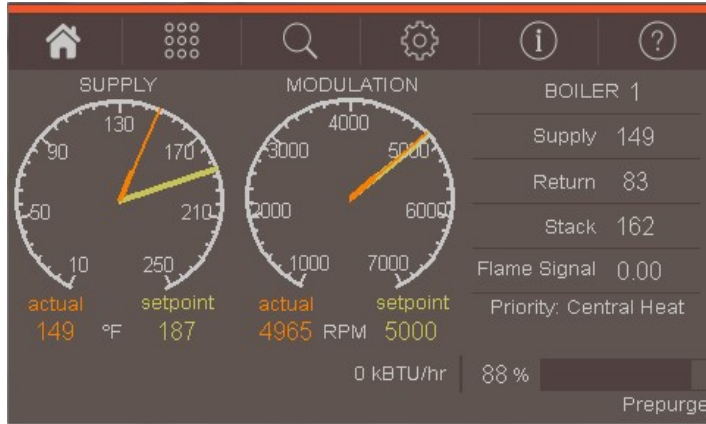 SUPPLY
130
90
170
50
210
10
250
actual
setpoint
149 °F 187
MODULATION
4000
3000
5000
2000
6000
1000
7000
actual
setpoint
4965 RPM 5000
BOILER 1
Supply 149
Return 83
Stack 162
Flame Signal 0.00
Priority: Central Heat
0 kBTU/hr 88 %
Prepurge
i
?